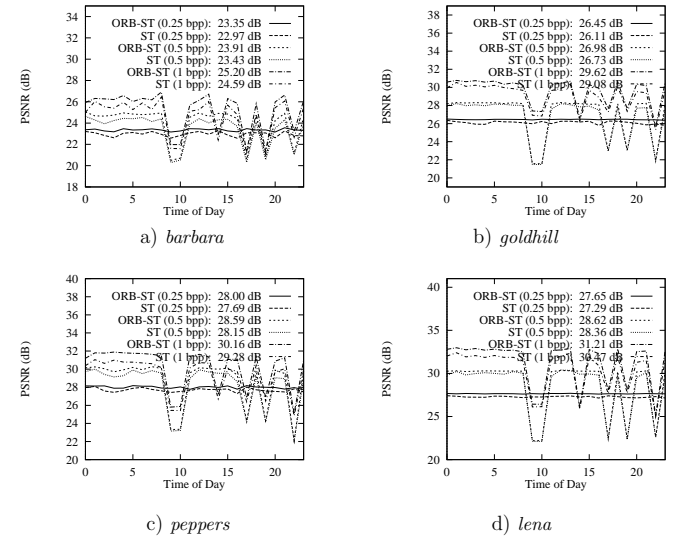 34
32
30
28
26
24
22
20
18
PSNR (dB)
ORB-ST (0.25 bpp): 23.35 dB
ST (0.25 bpp): 22.97 dB
ORB-ST (0.5 bpp): 23.91 dB
ST (0.5 bpp): 23.43 dB
ORB-ST (1 bpp): 25.20 dB
ST (1 bpp): 24.59 dB
0 5 10 15 20
Time of Day
a) barbara
38
36
34
32
30
28
26
24
22
20
PSNR (dB)
ORB-ST (0.25 bpp): 26.45 dB
ST (0.25 bpp): 26.11 dB
ORB-ST (0.5 bpp): 26.98 dB
ST (0.5 bpp): 26.73 dB
ORB-ST (1 bpp): 29.62 dB
ST (1 bpp): 29.08 dB
0 5 10 15 20
Time of Day
b) goldhill
40
38
36
34
32
30
28
26
24
22
20
PSNR (dB)
ORB-ST (0.25 bpp): 28.00 dB
ST (0.25 bpp): 27.69 dB
ORB-ST (0.5 bpp): 28.59 dB
ST (0.5 bpp): 28.15 dB
ORB-ST (1 bpp): 30.16 dB
ST (1 bpp): 29.28 dB
0 5 10 15 20
Time of Day
c) peppers
40
35
30
25
20
PSNR (dB)
ORB-ST (0.25 bpp): 27.65 dB
ST (0.25 bpp): 27.29 dB
ORB-ST (0.5 bpp): 28.62 dB
ST (0.5 bpp): 28.36 dB
ORB-ST (1 bpp): 31.21 dB
ST (1 bpp): 30.47 dB
0 5 10 15 20
Time of Day
d) lena